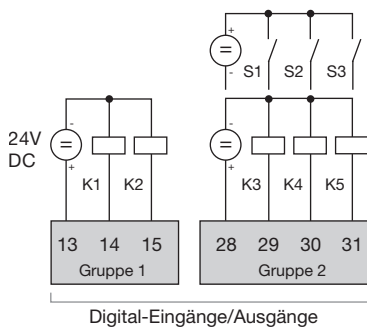 +
=
-
S1 S2 S3
24V
DC
-
=
+
K1 K2
-
=
+
K3 K4 K5
13 14 15
Gruppe 1
28 29 30 31
Gruppe 2
Digital-Eingänge/Ausgänge